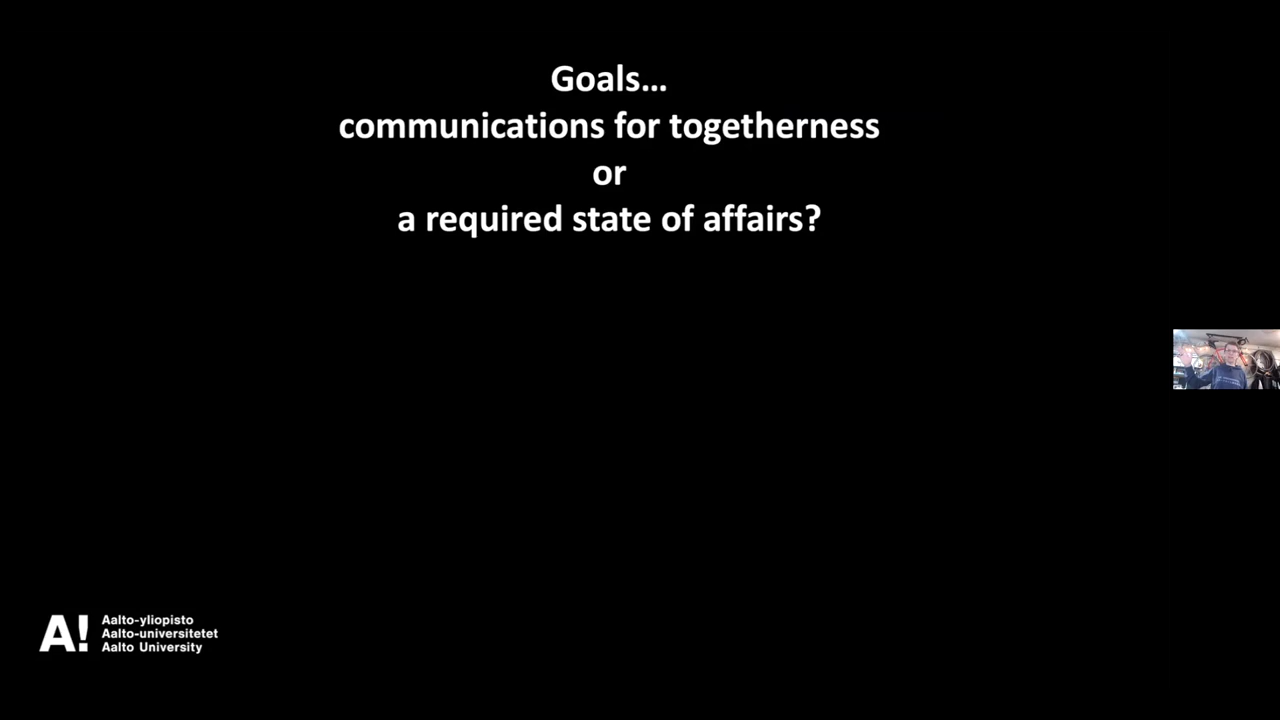 Goals...
communications for togetherness
or
a required state of affairs?
A!
Aalto-yliopisto
Aalto-universitetet
Aalto University